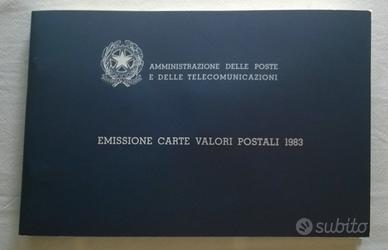 AMMINISTRAZIONE DELLE POSTE
E DELLE TELECOMUNICAZIONI
EMISSIONE CARTE VALORI POSTALI 1983
subito